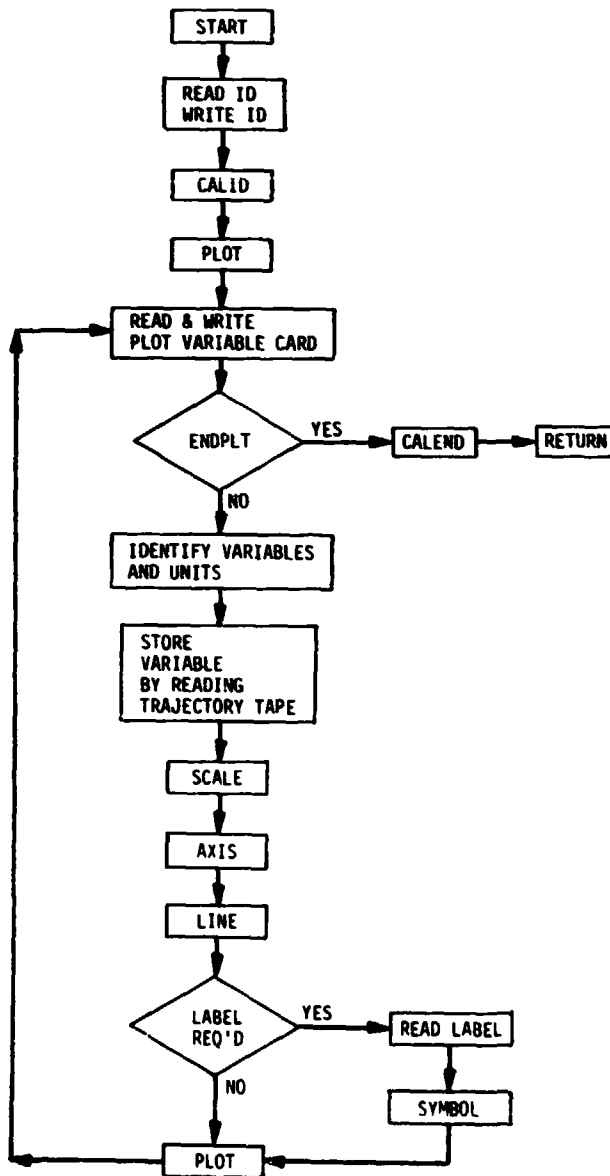 START
READ ID
WRITE ID
CALID
PLOT
READ & WRITE
PLOT VARIABLE CARD
ENDPLT
YES
CALEND
RETURN
NO
IDENTIFY VARIABLES
AND UNITS
STORE
VARIABLE
BY READING
TRAJECTORY TAPE
SCALE
AXIS
LINE
LABEL
REQ'D
YES
READ LABEL
NO
SYMBOL
PLOT